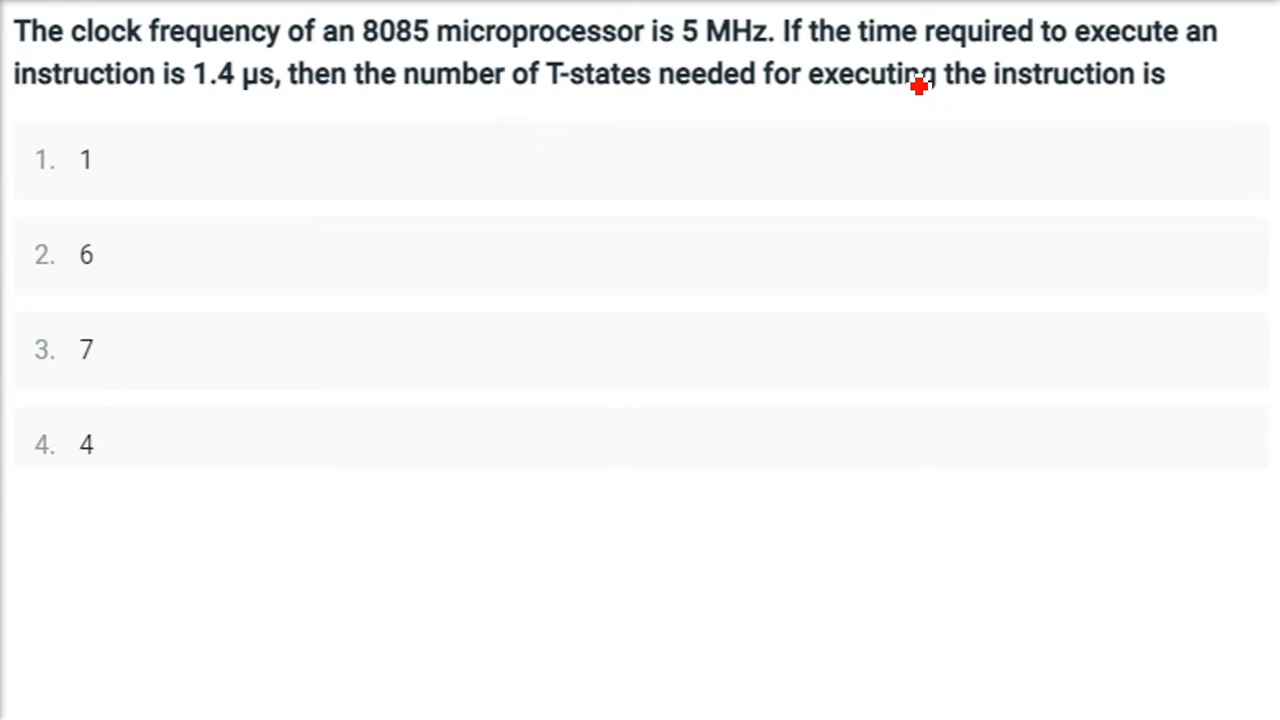 The clock frequency of an 8085 microprocessor is 5 MHz. If the time required to execute an
instruction is 1.4 μs, then the number of T-states needed for executing the instruction is
1. 1
2. 6
3. 7
4. 4